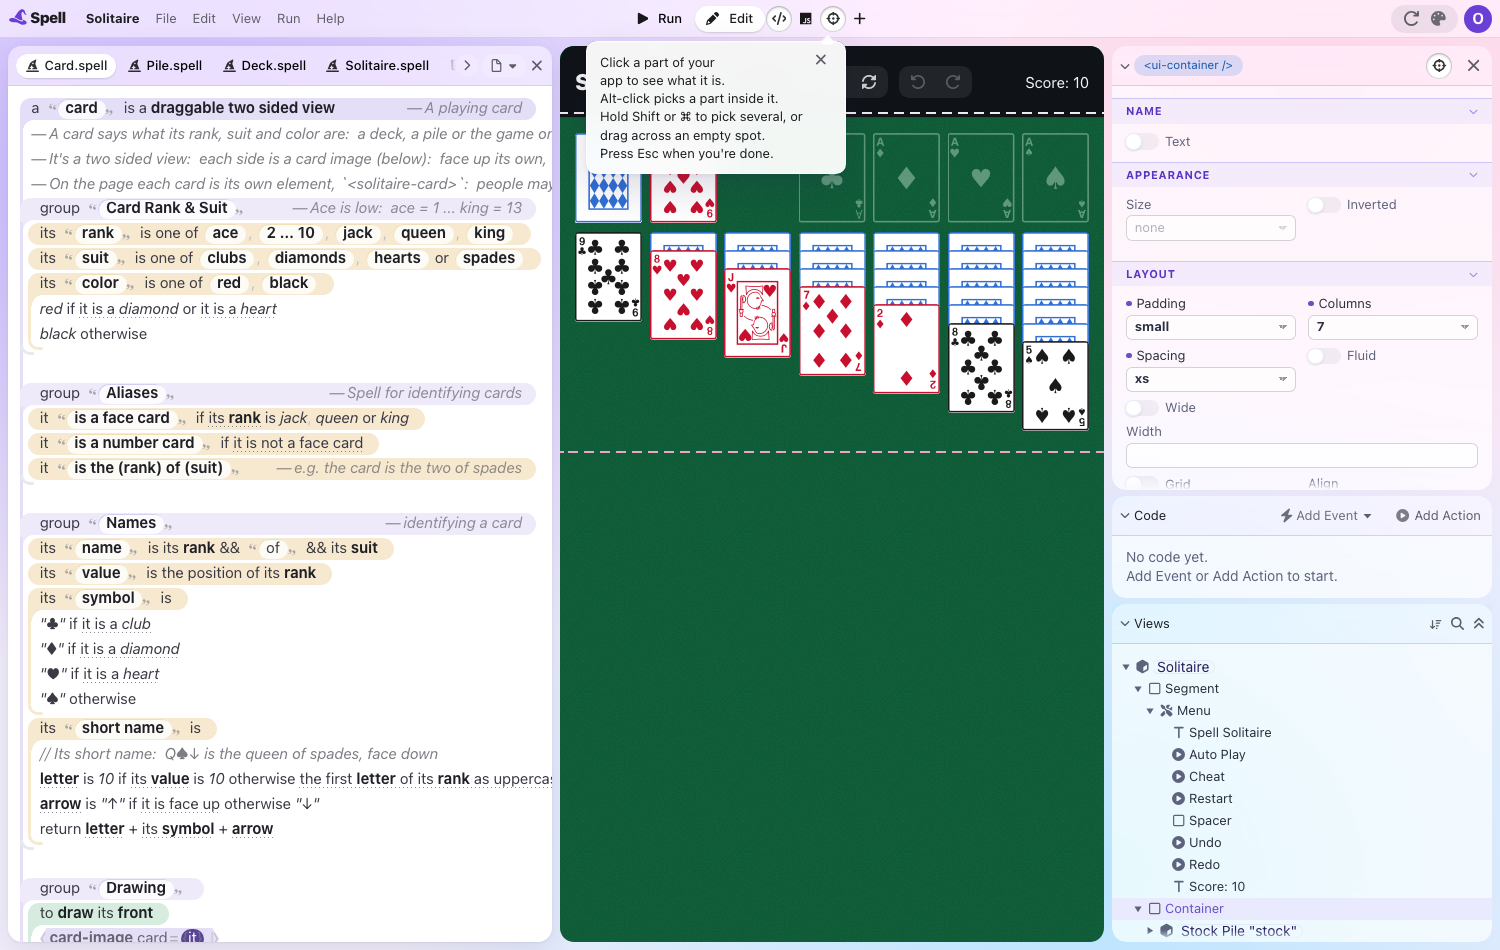 Spell Solitaire File Edit View Run Help
Run Edit JS O
Card.spell Pile.spell Deck.spell Solitaire.spell
a “ card „ is a draggable two sided view — A playing card
— A card says what its rank, suit and color are: a deck, a pile or the game or
— It's a two sided view: each side is a card image (below): face up its own,
— On the page each card is its own element, `<solitaire-card>`: people may
group “ Card Rank & Suit „ — Ace is low: ace = 1 ... king = 13
its “ rank „ is one of ace , 2 ... 10 , jack , queen , king
its “ suit „ is one of clubs , diamonds , hearts or spades
its “ color „ is one of red , black
red if it is a diamond or it is a heart
black otherwise
group “ Aliases „ — Spell for identifying cards
it “ is a face card „ if its rank is jack, queen or king
it “ is a number card „ if it is not a face card
it “ is the (rank) of (suit) „ — e.g. the card is the two of spades
group “ Names „ — identifying a card
its “ name „ is its rank && “ of „ && its suit
its “ value „ is the position of its rank
its “ symbol „ is
"♣" if it is a club
"♦" if it is a diamond
"♥" if it is a heart
"♠" otherwise
its “ short name „ is
// Its short name: Q♠↓ is the queen of spades, face down
letter is 10 if its value is 10 otherwise the first letter of its rank as upperca
arrow is "↑" if it is face up otherwise "↓"
return letter + its symbol + arrow
group “ Drawing „
to draw its front
card-image card= it
Click a part of your
app to see what it is.
Alt-click picks a part inside it.
Hold Shift or ⌘ to pick several, or
drag across an empty spot.
Press Esc when you're done.
S
Score: 10
9 A A A A
A A A A
9 8 J 7 2 8 5
9 8 J 7 2 8 5
<ui-container />
NAME
Text
APPEARANCE
Size Inverted
none
LAYOUT
Padding Columns
small 7
Spacing Fluid
xs
Wide
Width
Grid Align
Code Add Event Add Action
No code yet.
Add Event or Add Action to start.
Views
Solitaire
Segment
Menu
Spell Solitaire
Auto Play
Cheat
Restart
Spacer
Undo
Redo
Score: 10
Container
Stock Pile "stock"